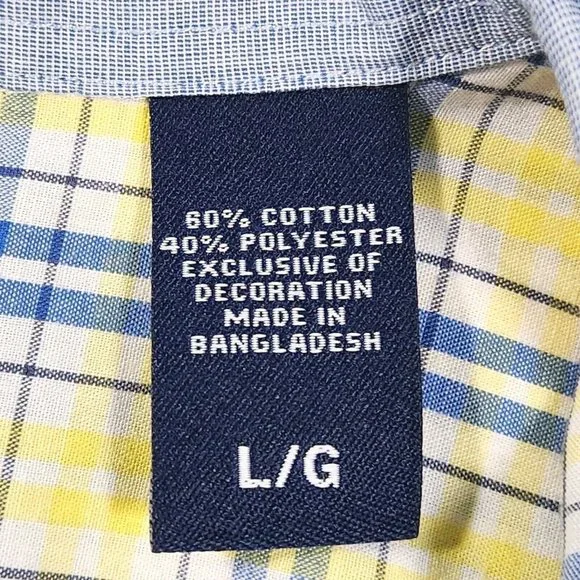 60% COTTON
40% POLYESTER
EXCLUSIVE OF
DECORATION
MADE IN
BANGLADESH
L/G